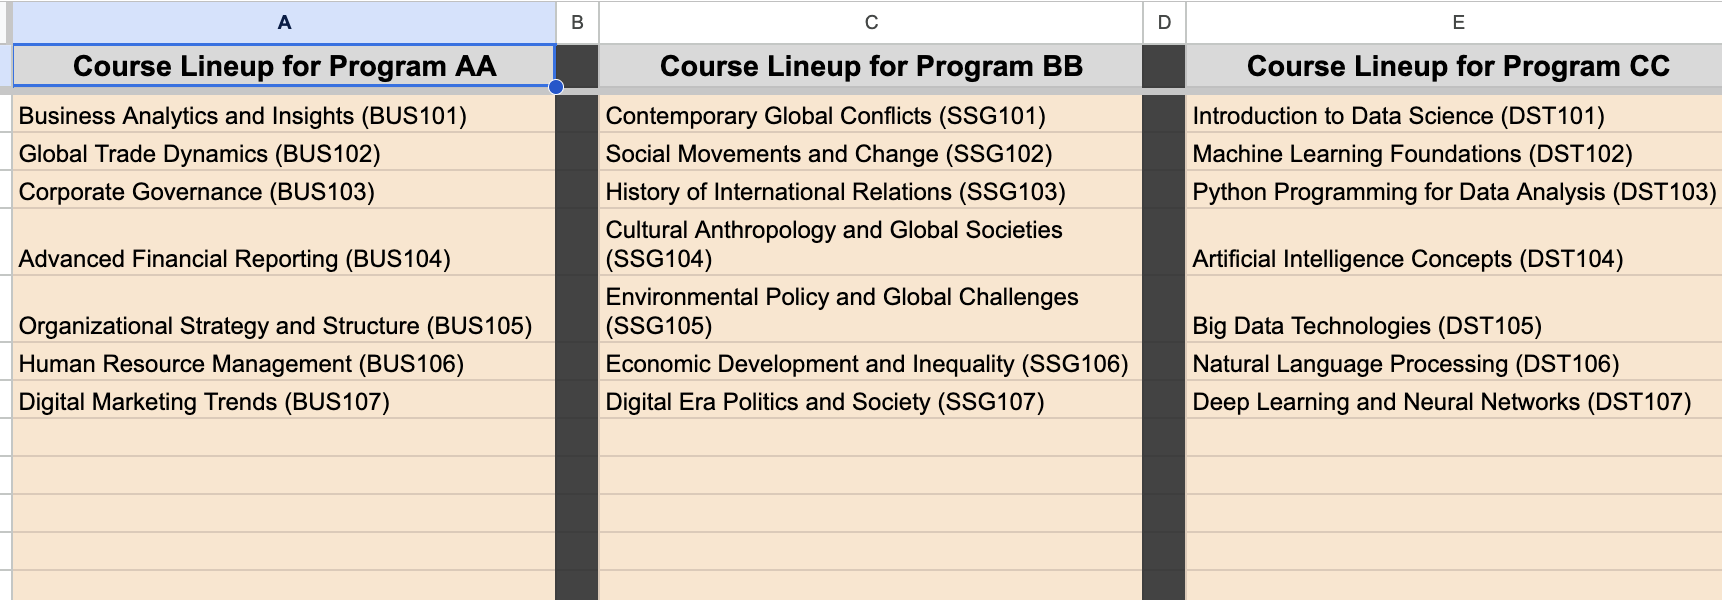 A B C D E
Course Lineup for Program AA Course Lineup for Program BB Course Lineup for Program CC
Business Analytics and Insights (BUS101) Contemporary Global Conflicts (SSG101) Introduction to Data Science (DST101)
Global Trade Dynamics (BUS102) Social Movements and Change (SSG102) Machine Learning Foundations (DST102)
Corporate Governance (BUS103) History of International Relations (SSG103) Python Programming for Data Analysis (DST103)
Cultural Anthropology and Global Societies
Advanced Financial Reporting (BUS104) (SSG104) Artificial Intelligence Concepts (DST104)
Environmental Policy and Global Challenges
Organizational Strategy and Structure (BUS105) (SSG105) Big Data Technologies (DST105)
Human Resource Management (BUS106) Economic Development and Inequality (SSG106) Natural Language Processing (DST106)
Digital Marketing Trends (BUS107) Digital Era Politics and Society (SSG107) Deep Learning and Neural Networks (DST107)